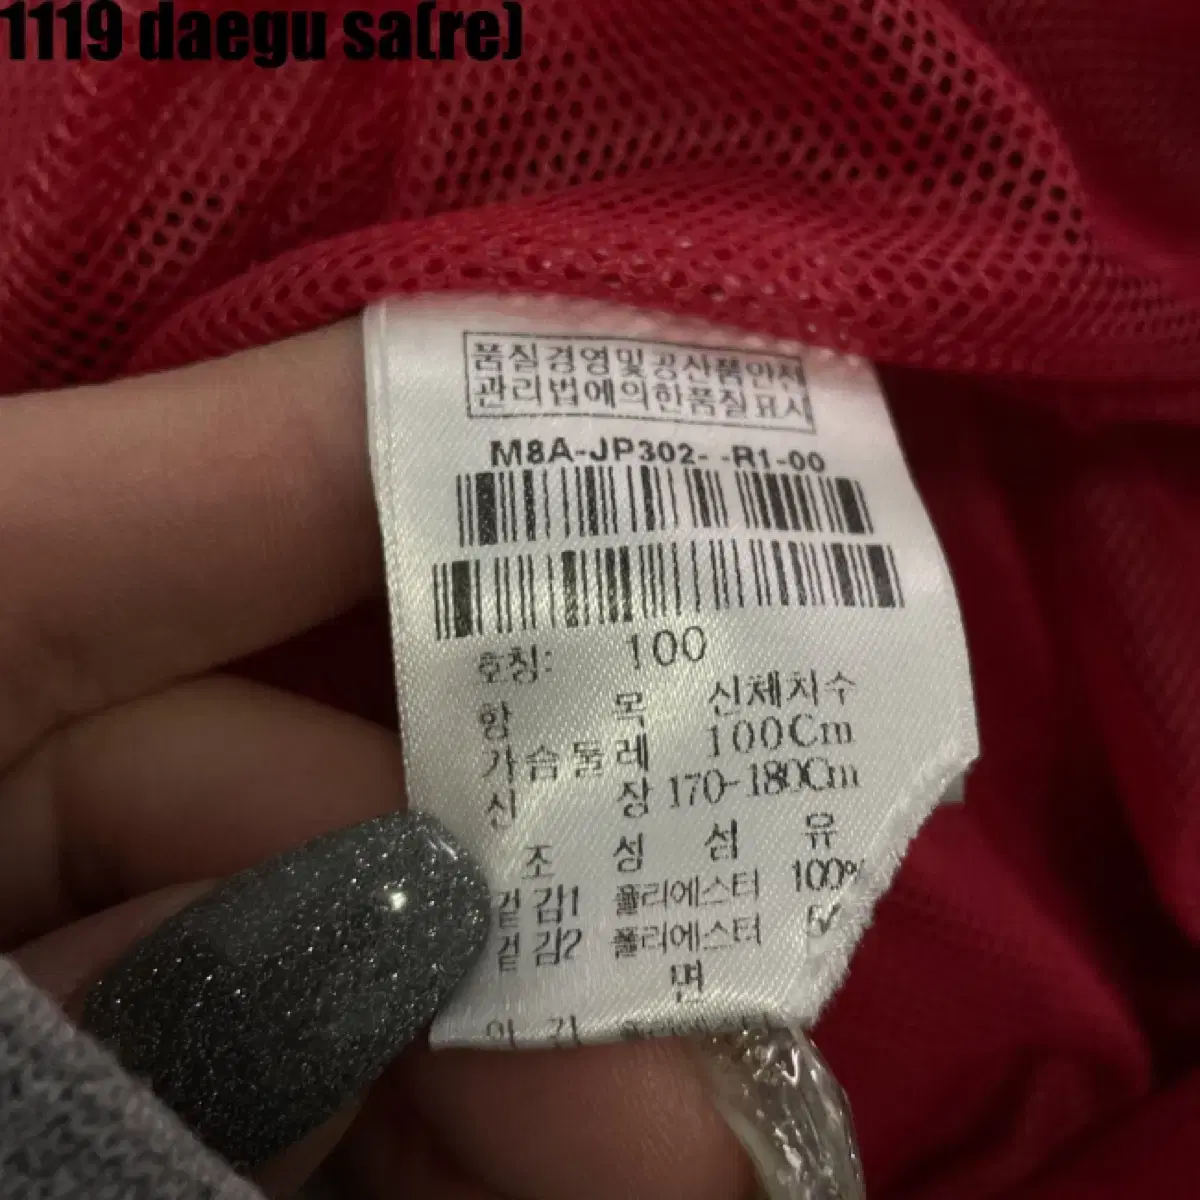 1119 daegu sa(re)
품질경영및공산품안전
관리법에의한품질표시
M8A-JP302- -R1-00
호칭: 100
항 목 신체치수
가슴둘레 100Cm
신 장 170-180Cm
조 성 섬 유
겉감1 폴리에스터 100%
겉감2 폴리에스터
면